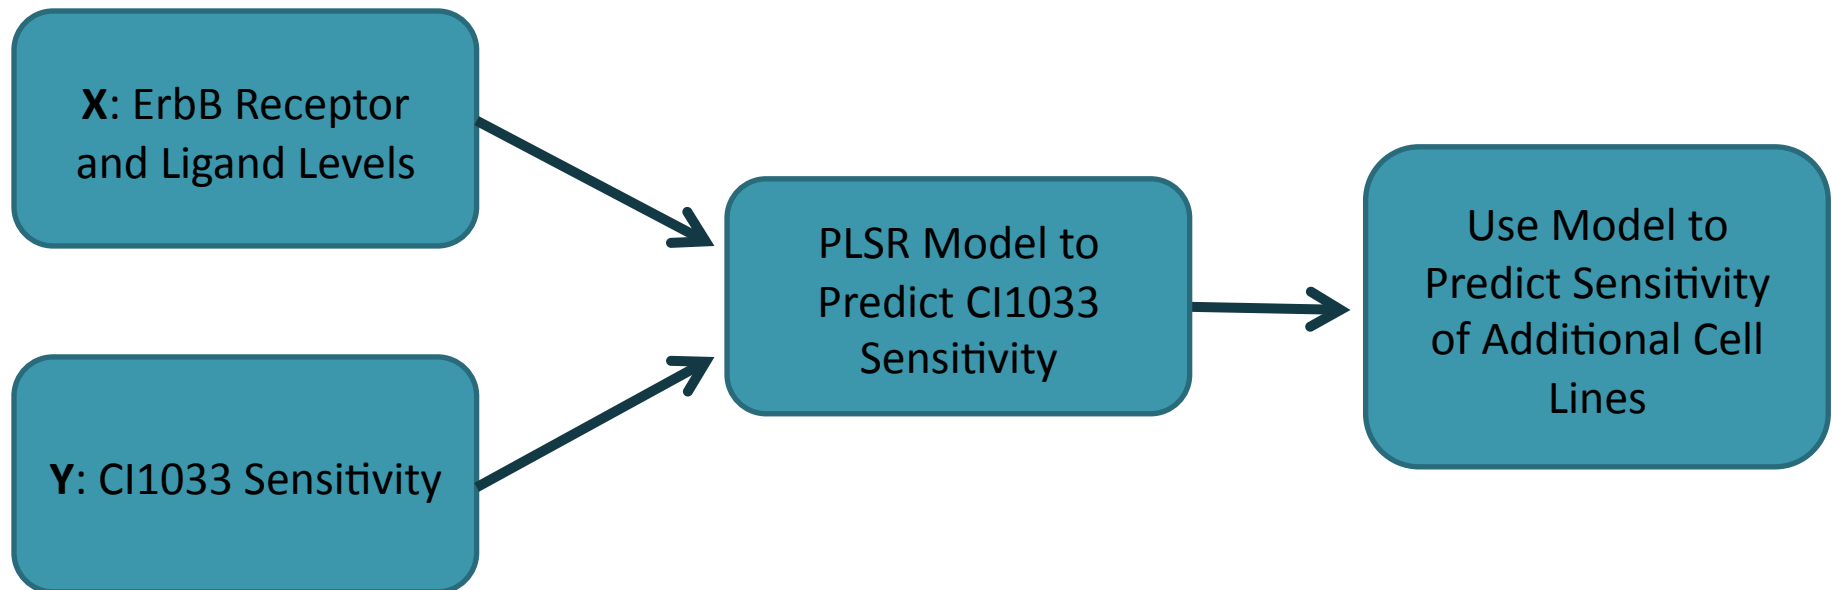 X: ErbB Receptor
and Ligand Levels
Y: CI1033 Sensitivity
PLSR Model to
Predict CI1033
Sensitivity
Use Model to
Predict Sensitivity
of Additional Cell
Lines